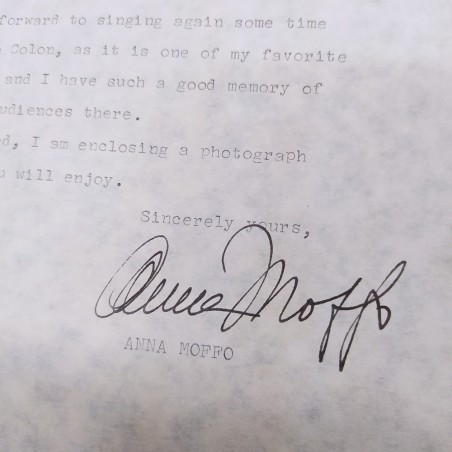 forward to singing again some time
Colon, as it is one of my favorite
and I have such a good memory of
udiences there.
d, I am enclosing a photograph
u will enjoy.
Sincerely yours,
Anna Moffo
ANNA MOFFO